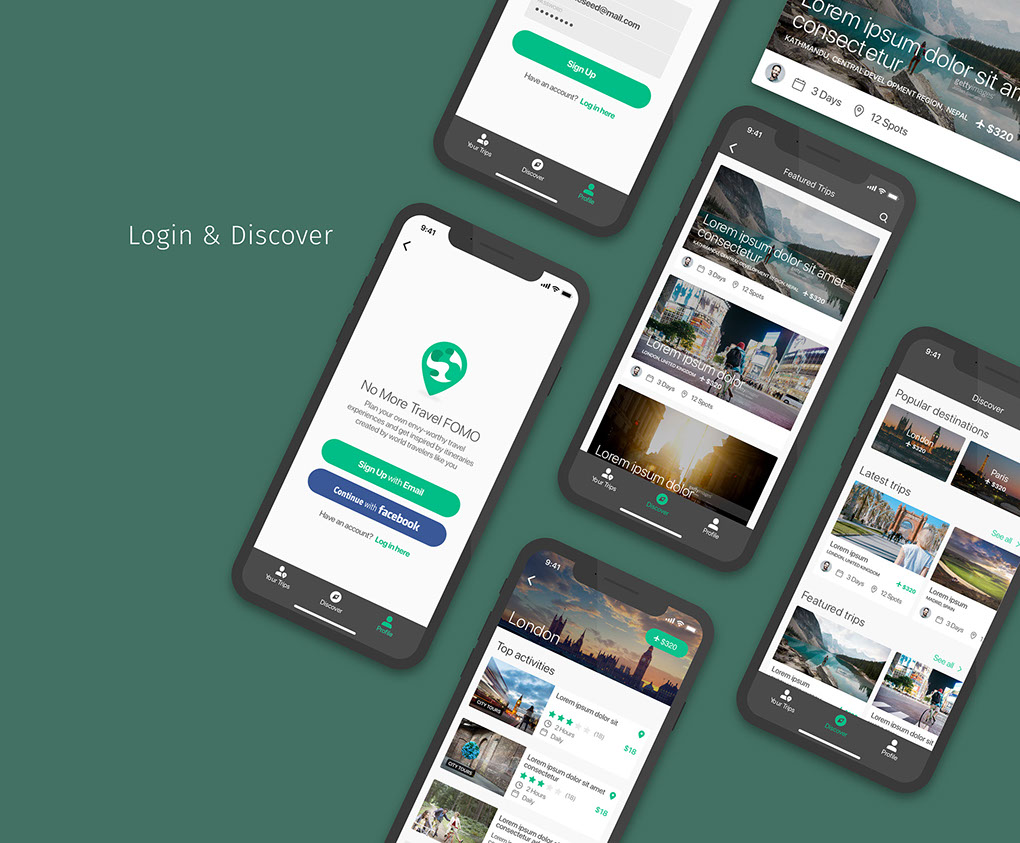 Login & Discover
PASSWORD
seed@mail.com
Sign Up
Have an account? Log in here
Your Trips
Discover
Profile
Lorem ipsum dolor sit am
consectetur
KATHMANDU, CENTRAL DEVELOPMENT REGION, NEPAL
gettyimages
$320
3 Days
12 Spots
9:41
No More Travel FOMO
Plan your own envy-worthy travel
experiences and get inspired by itineraries
created by world travelers like you
Sign Up with Email
Continue with facebook
Have an account? Log in here
Your Trips
Discover
Profile
9:41
Featured Trips
Lorem ipsum dolor sit amet
consectetur
KATHMANDU, CENTRAL DEVELOPMENT REGION, NEPAL
$320
3 Days
12 Spots
Lorem ipsum dolor
LONDON, UNITED KINGDOM
$320
3 Days
12 Spots
Lorem ipsum dolor
Your Trips
Discover
Profile
9:41
London
$320
Top activities
CITY TOURS
Lorem ipsum dolor sit
(18)
2 Hours
Daily
$18
CITY TOURS
Lorem ipsum dolor sit amet
consectetur
(18)
2 Hours
Daily
$18
Lorem ipsum dolor sit amet
9:41
Discover
Popular destinations
London
$320
Paris
$320
Latest trips
See all
Lorem ipsum
LONDON, UNITED KINGDOM
$320
3 Days
12 Spots
Lorem ipsum
MADRID, SPAIN
3 Days
Featured trips
See all
Lorem ipsum
Lorem ipsum dolor sit
Your Trips
Discover
Profile